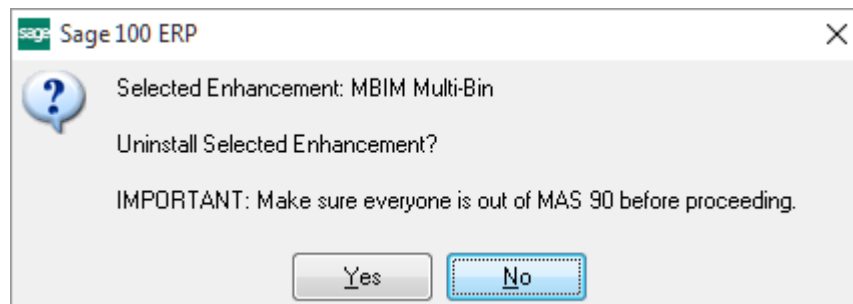 sage Sage 100 ERP
Selected Enhancement: MBIM Multi-Bin
Uninstall Selected Enhancement?
IMPORTANT: Make sure everyone is out of MAS 90 before proceeding.
Yes No